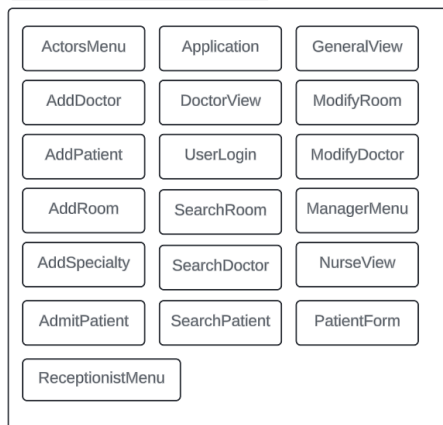 ActorsMenu Application GeneralView
AddDoctor DoctorView ModifyRoom
AddPatient UserLogin ModifyDoctor
AddRoom SearchRoom ManagerMenu
AddSpecialty SearchDoctor NurseView
AdmitPatient SearchPatient PatientForm
ReceptionistMenu